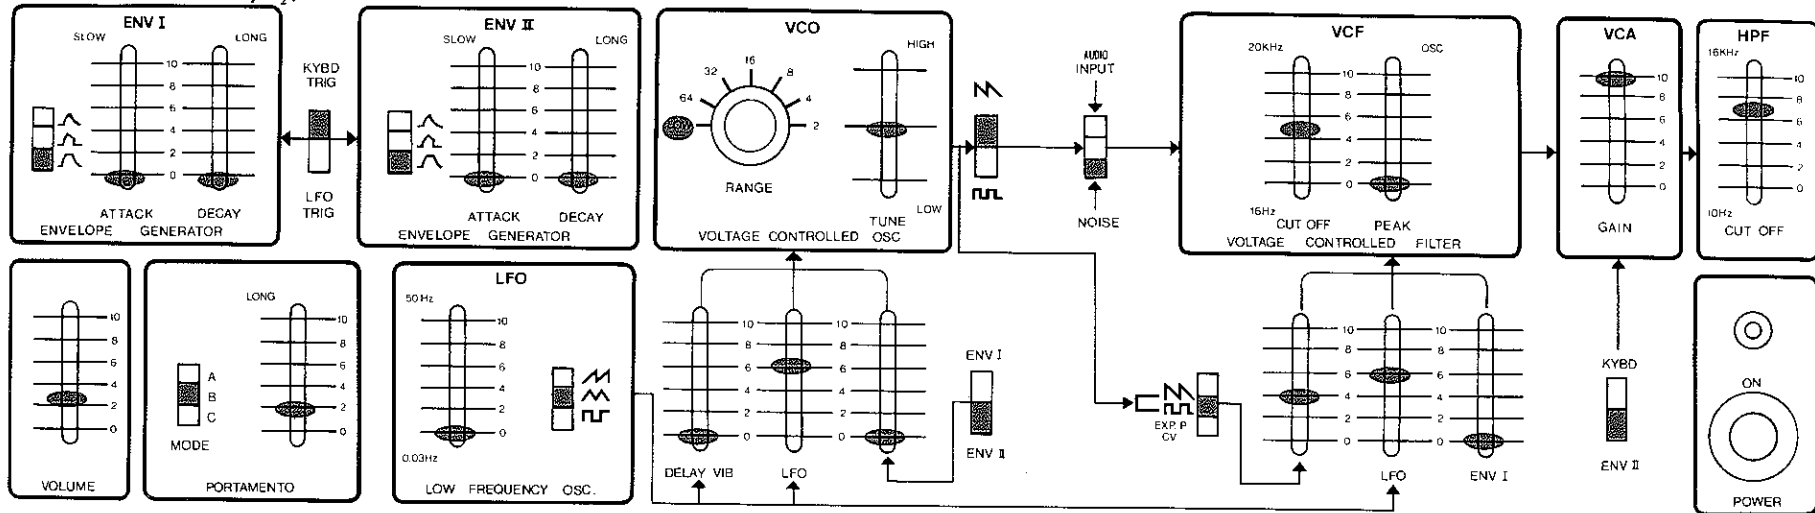 ENV I
SLOW
LONG
10
8
6
4
2
0
ATTACK DECAY
ENVELOPE GENERATOR
KYBD
TRIG
LFO
TRIG
ENV II
SLOW
LONG
10
8
6
4
2
0
ATTACK DECAY
ENVELOPE GENERATOR
VCO
HIGH
16
32 8
64 4
2
RANGE
LOW
TUNE
VOLTAGE CONTROLLED OSC
AUDIO
INPUT
NOISE
VCF
20KHz
OSC
10
8
6
4
2
0
16Hz
CUT OFF PEAK
VOLTAGE CONTROLLED FILTER
VCA
10
8
6
4
2
0
GAIN
HPF
16KHz
10
8
6
4
2
0
10Hz
CUT OFF
10
8
6
4
2
0
VOLUME
LONG
A
B
C
MODE
10
8
6
4
2
0
PORTAMENTO
LFO
50 Hz
10
8
6
4
2
0
0.03Hz
LOW FREQUENCY OSC.
10 10
8 8
6 6
4 4
2 2
0 0
DELAY VIB LFO
ENV I
ENV II
EXP. P
CV
10 10
8 8
6 6
4 4
2 2
0 0
LFO ENV I
KYBD
ENV II
ON
POWER